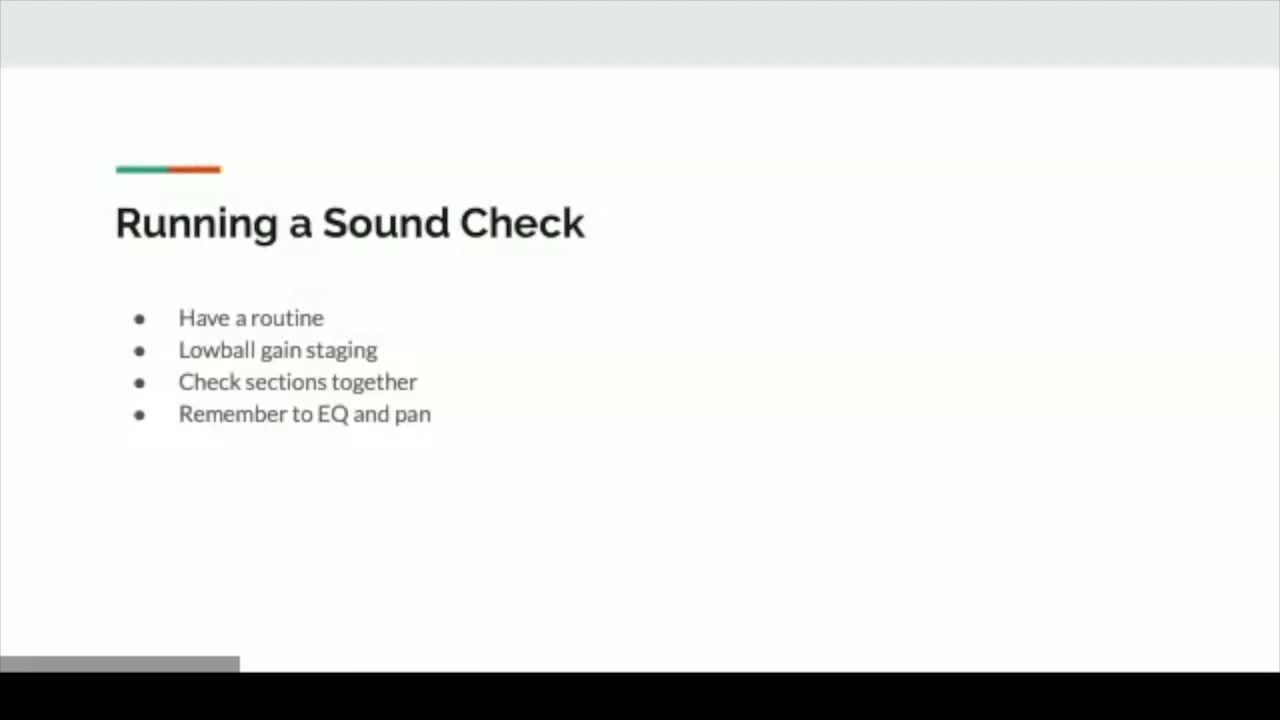 Running a Sound Check
● Have a routine
● Lowball gain staging
● Check sections together
● Remember to EQ and pan